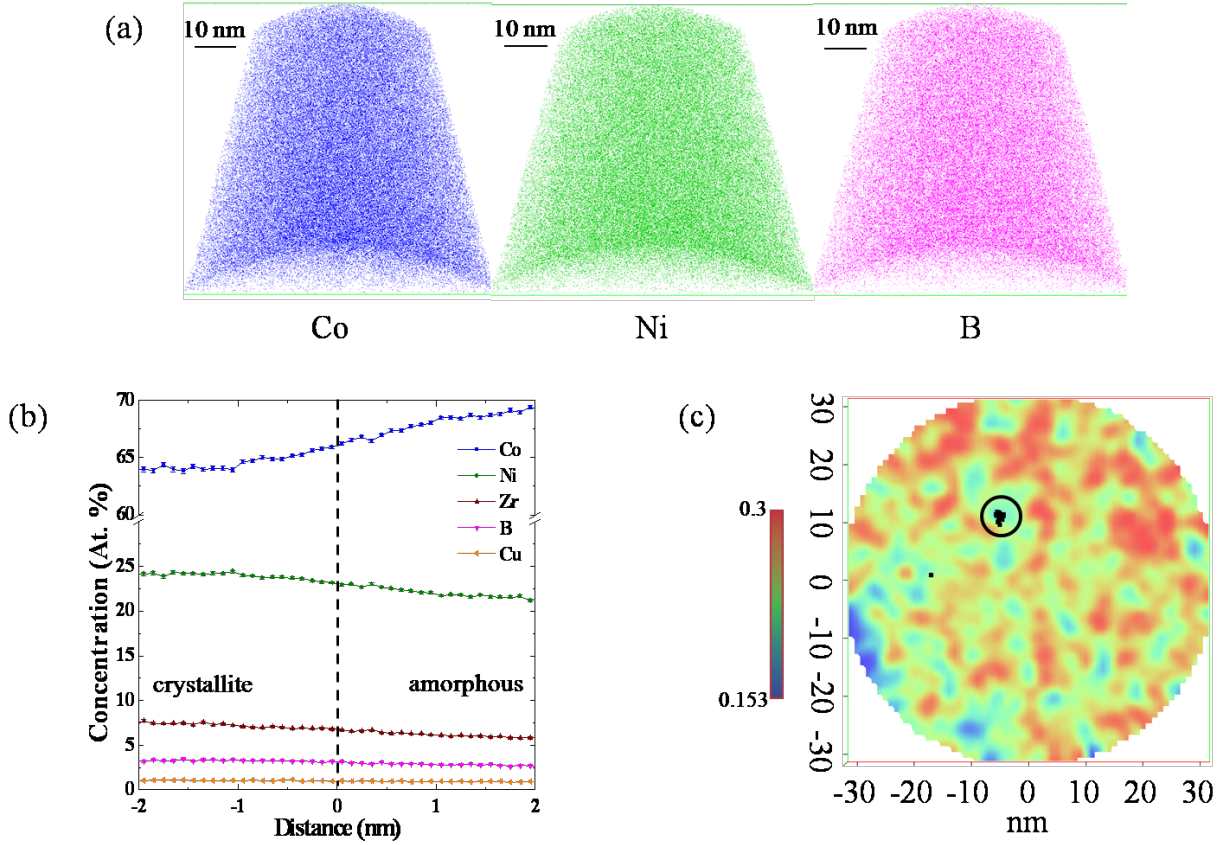 (a)
10 nm
10 nm
10 nm
Co
Ni
B
(b)
Concentration (At. %)
70
65
60
25
20
15
10
5
0
Co
Ni
Zr
B
Cu
crystallite
amorphous
-2
-1
0
1
2
Distance (nm)
(c)
0.3
0.153
30
20
10
0
-10
-20
-30
-30
-20
-10
0
10
20
30
nm